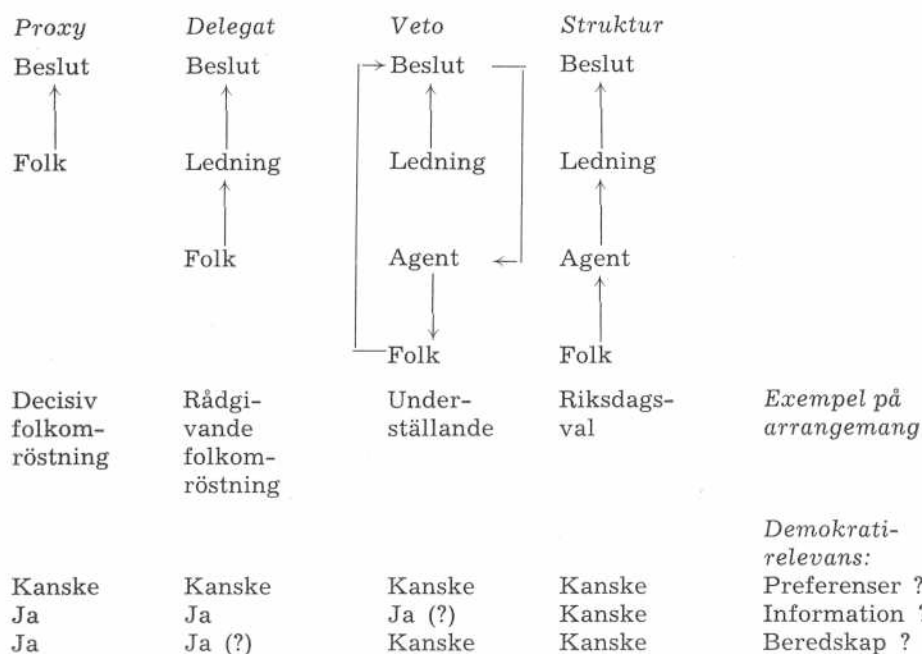 Proxy Delegat Veto Struktur
Beslut Beslut Beslut Beslut
Folk Ledning Ledning Ledning
Folk Agent Agent
Folk Folk
Decisiv Rådgi- Under- Riksdags- Exempel på
folkom- vande ställande val arrangemang
röstning folkom-
röstning
Demokrati-
relevans:
Kanske Kanske Kanske Kanske Preferenser ?
Ja Ja Ja (?) Kanske Information ?
Ja Ja (?) Kanske Kanske Beredskap ?